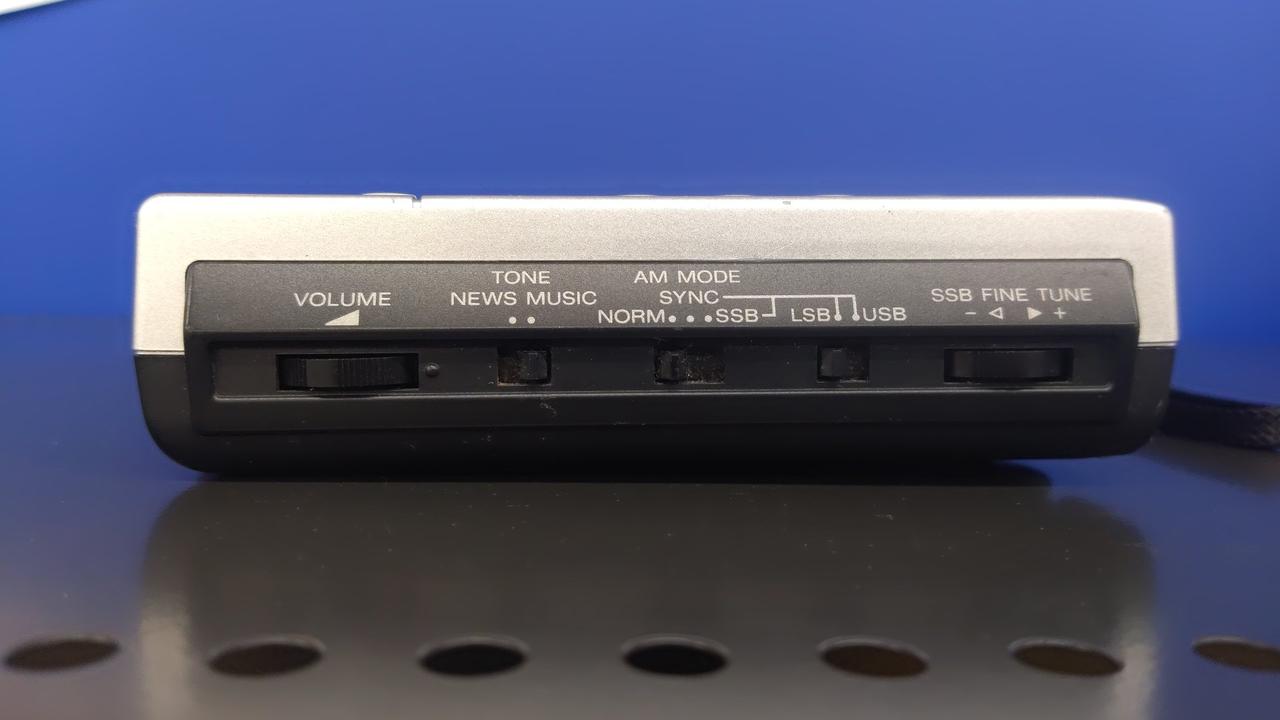 VOLUME
TONE
NEWS MUSIC
AM MODE
SYNC
NORM SSB LSB USB
SSB FINE TUNE
- +